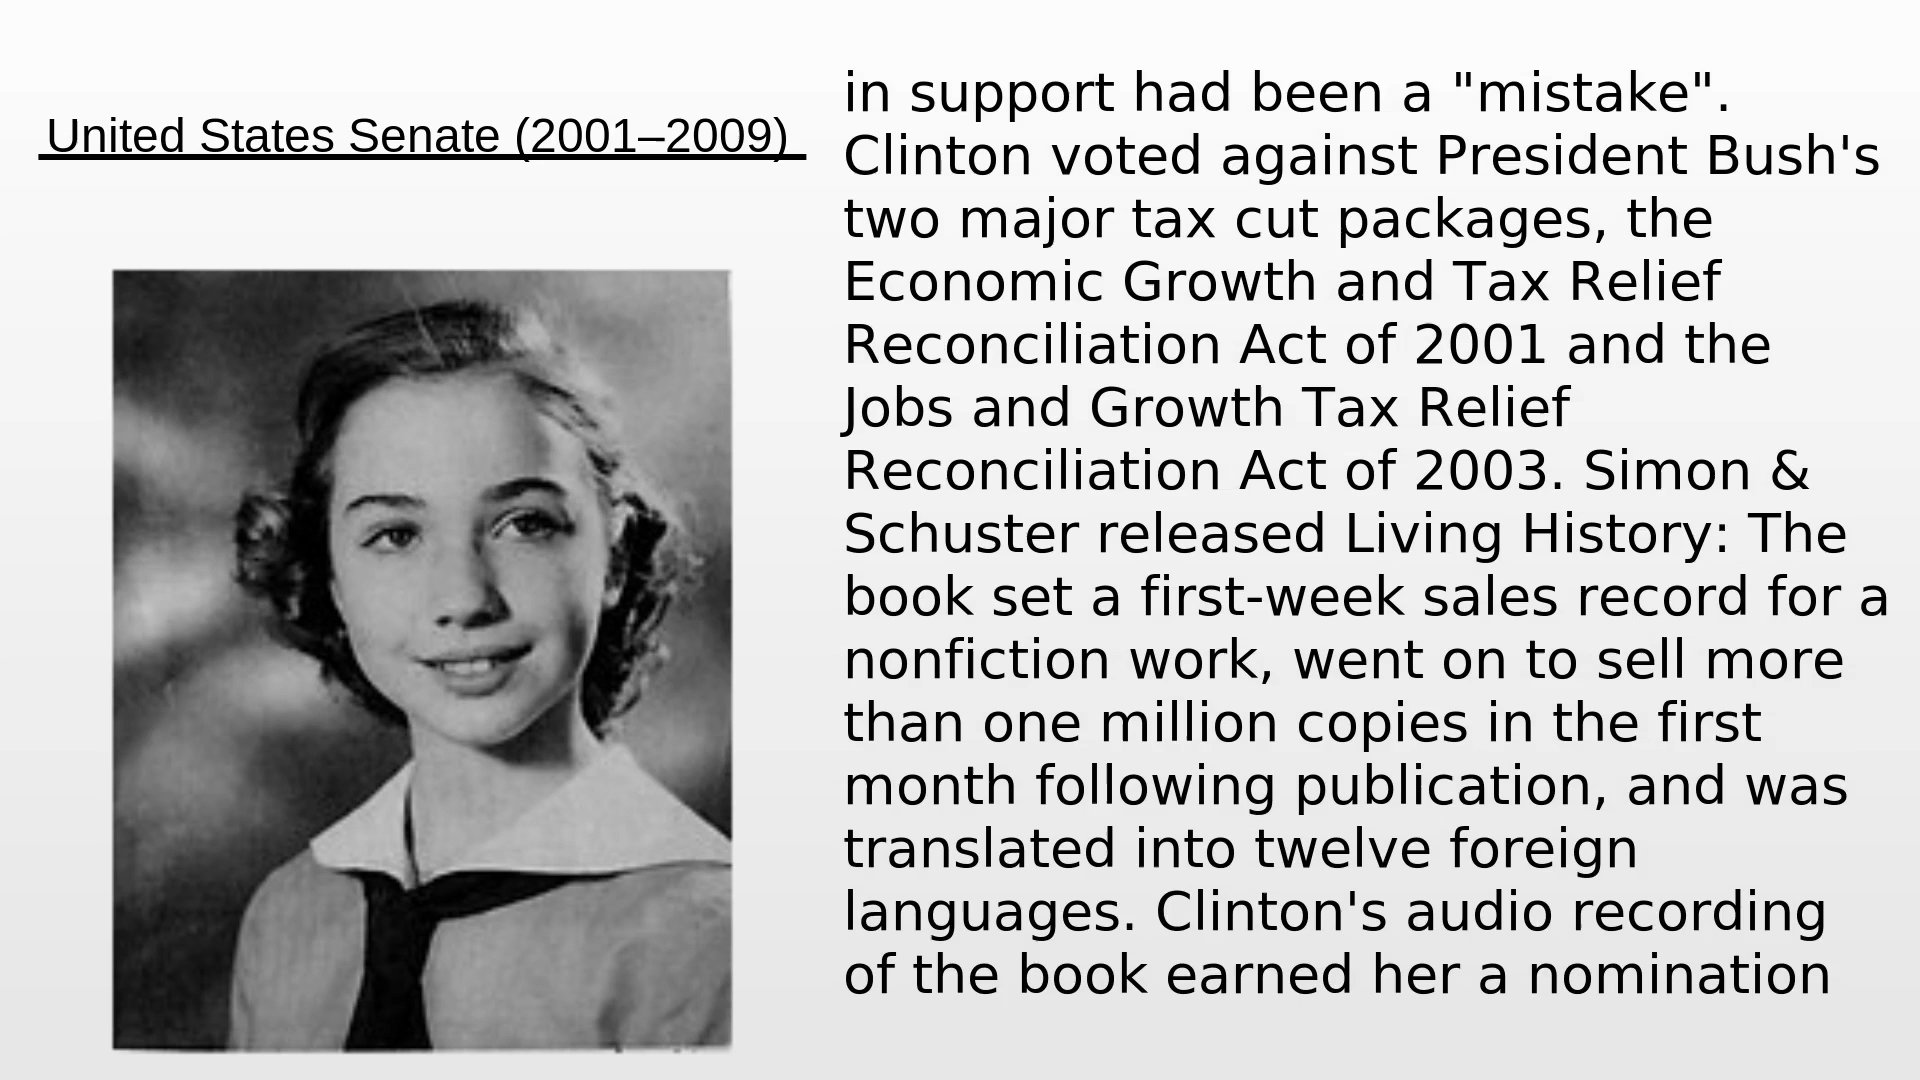 United States Senate (2001–2009)
in support had been a "mistake".
Clinton voted against President Bush's
two major tax cut packages, the
Economic Growth and Tax Relief
Reconciliation Act of 2001 and the
Jobs and Growth Tax Relief
Reconciliation Act of 2003. Simon &
Schuster released Living History: The
book set a first-week sales record for a
nonfiction work, went on to sell more
than one million copies in the first
month following publication, and was
translated into twelve foreign
languages. Clinton's audio recording
of the book earned her a nomination